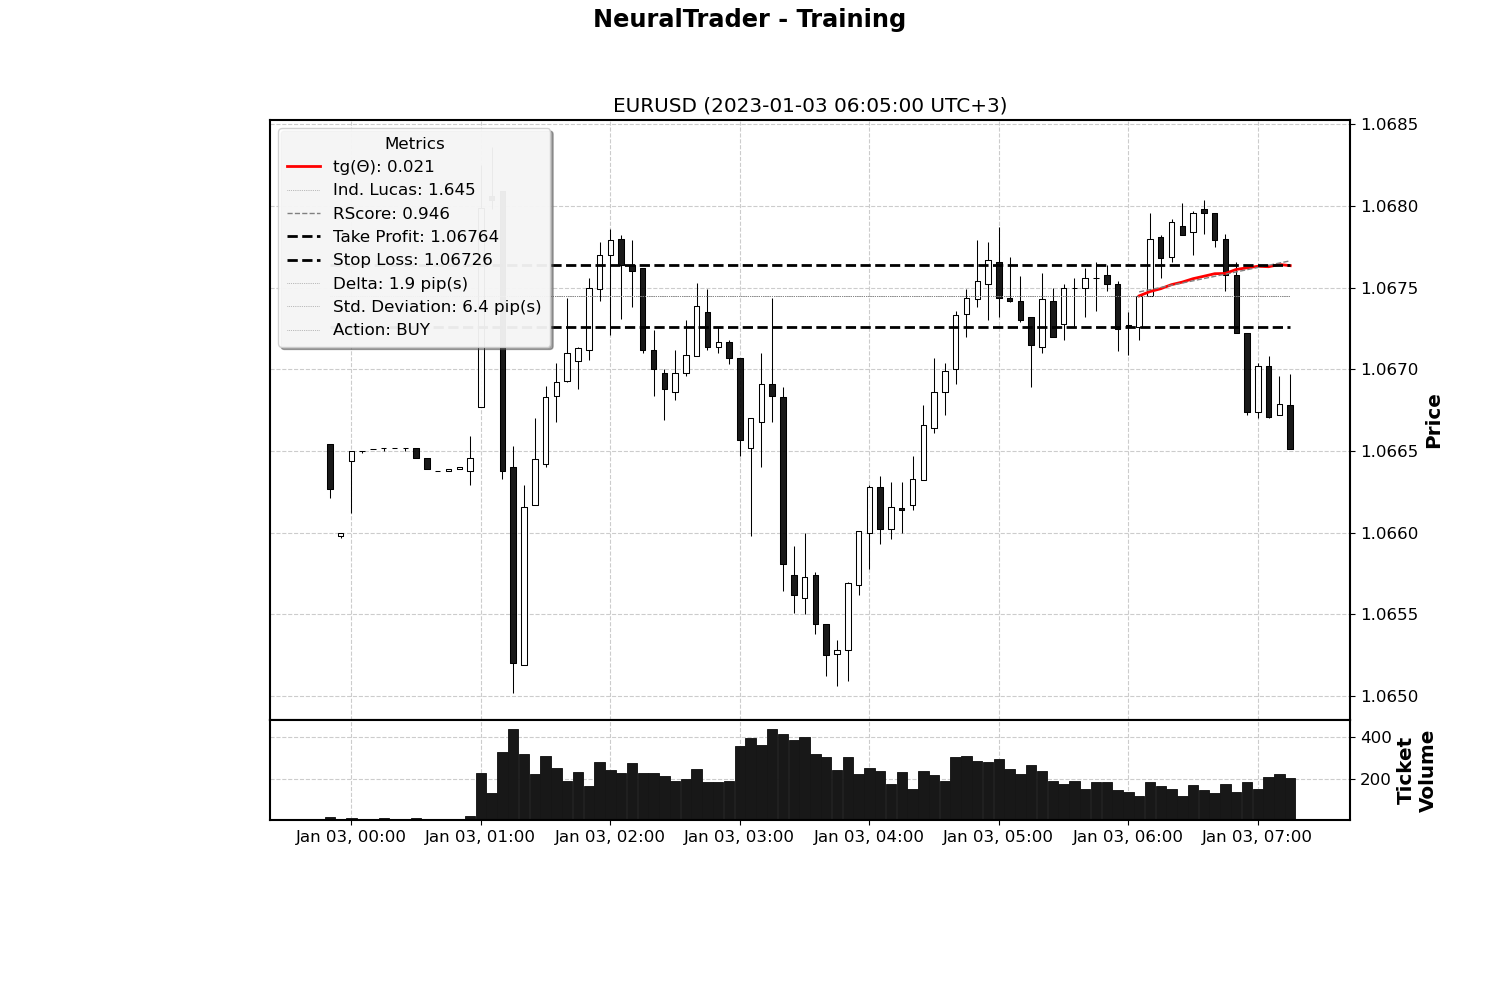 NeuralTrader - Training
EURUSD (2023-01-03 06:05:00 UTC+3)
Metrics
tg(Θ): 0.021
Ind. Lucas: 1.645
RScore: 0.946
Take Profit: 1.06764
Stop Loss: 1.06726
Delta: 1.9 pip(s)
Std. Deviation: 6.4 pip(s)
Action: BUY
1.0685
1.0680
1.0675
1.0670
1.0665
1.0660
1.0655
1.0650
Price
400
200
Ticket
Volume
Jan 03, 00:00 Jan 03, 01:00 Jan 03, 02:00 Jan 03, 03:00 Jan 03, 04:00 Jan 03, 05:00 Jan 03, 06:00 Jan 03, 07:00